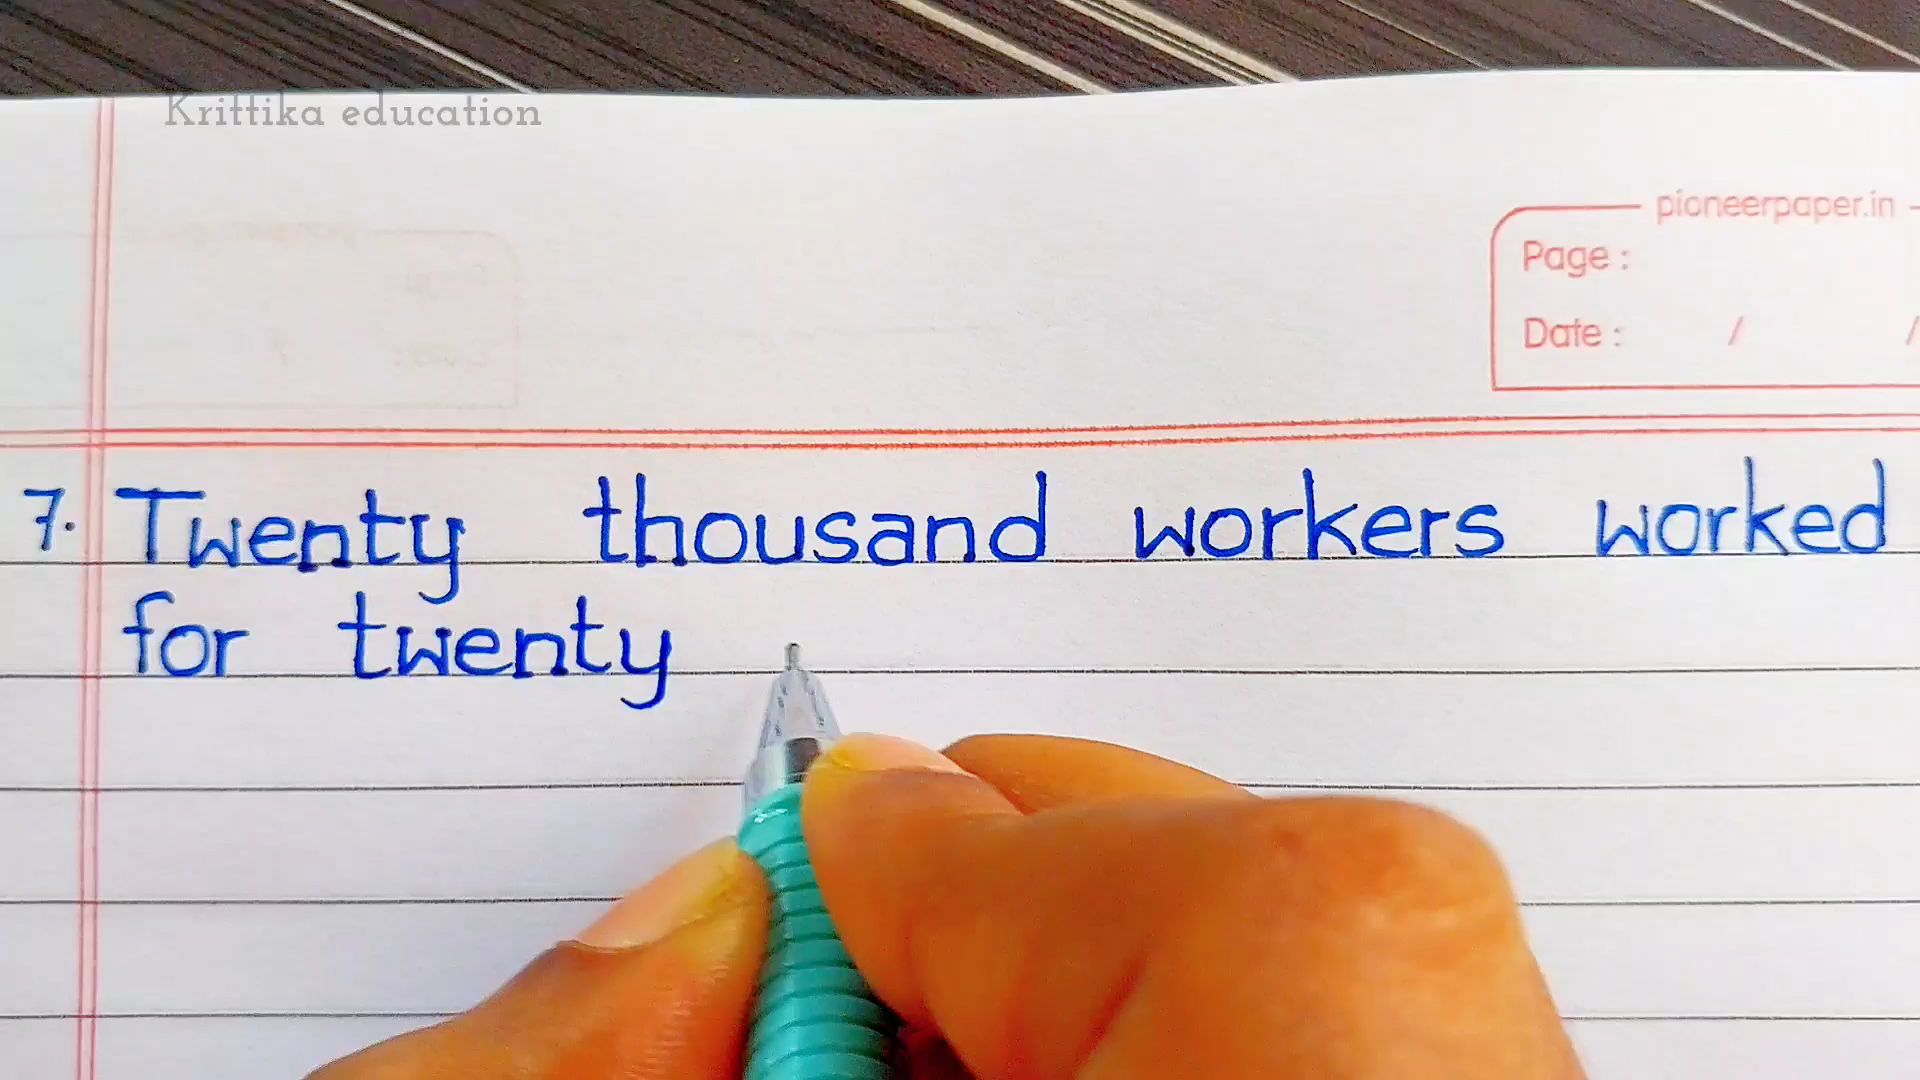 Krittika education
pioneerpaper.in
Page :
Date : / /
7. Twenty thousand workers worked
for twenty